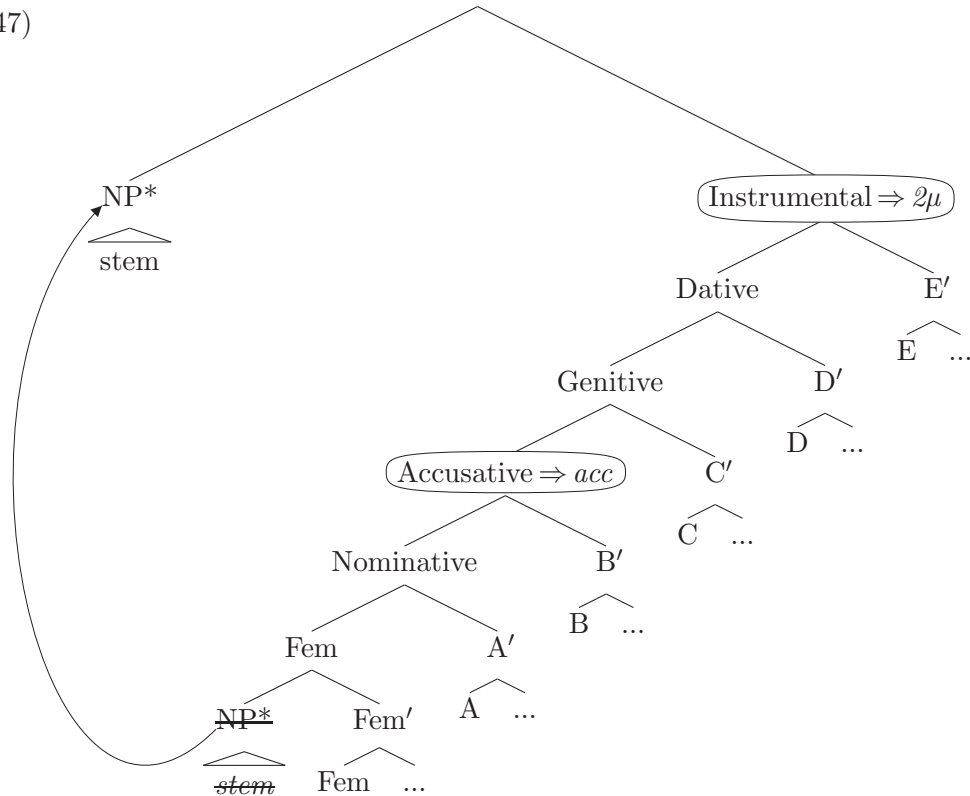 47)
NP*
stem
Instrumental ⇒ 2μ
Dative E′
E ...
Genitive D′
D ...
Accusative ⇒ acc C′
C ...
Nominative B′
B ...
Fem A′
NP* Fem′ A ...
stem Fem ...